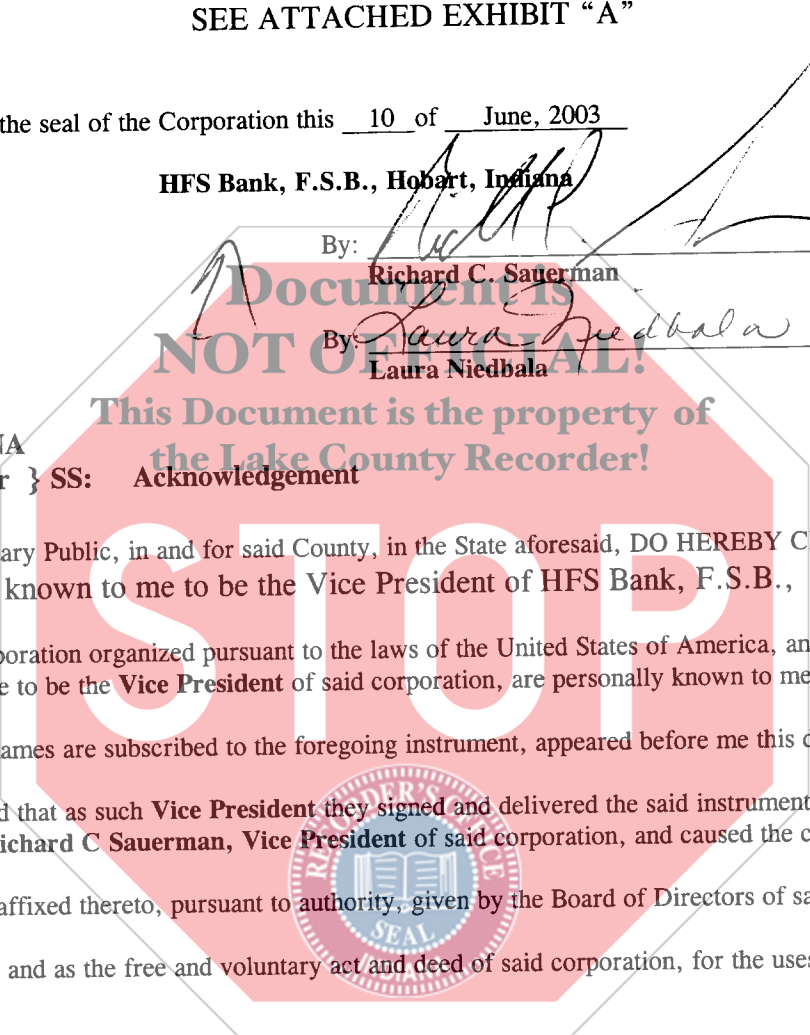 SEE ATTACHED EXHIBIT “A”
the seal of the Corporation this 10 of June, 2003
HFS Bank, F.S.B., Hobart, Indiana
By:
Richard C. Sauerman
Document is
By: Laura Niedbala
NOT OFFICIAL!
Laura Niedbala
This Document is the property of
NA
the Lake County Recorder!
r } SS: Acknowledgement
STOP
ary Public, in and for said County, in the State aforesaid, DO HEREBY C
known to me to be the Vice President of HFS Bank, F.S.B.,
poration organized pursuant to the laws of the United States of America, an
e to be the Vice President of said corporation, are personally known to me
ames are subscribed to the foregoing instrument, appeared before me this d
d that as such Vice President they signed and delivered the said instrument
ichard C Sauerman, Vice President of said corporation, and caused the c
affixed thereto, pursuant to authority, given by the Board of Directors of sa
and as the free and voluntary act and deed of said corporation, for the uses
RECORDER'S OFFICE
SEAL
INDIANA